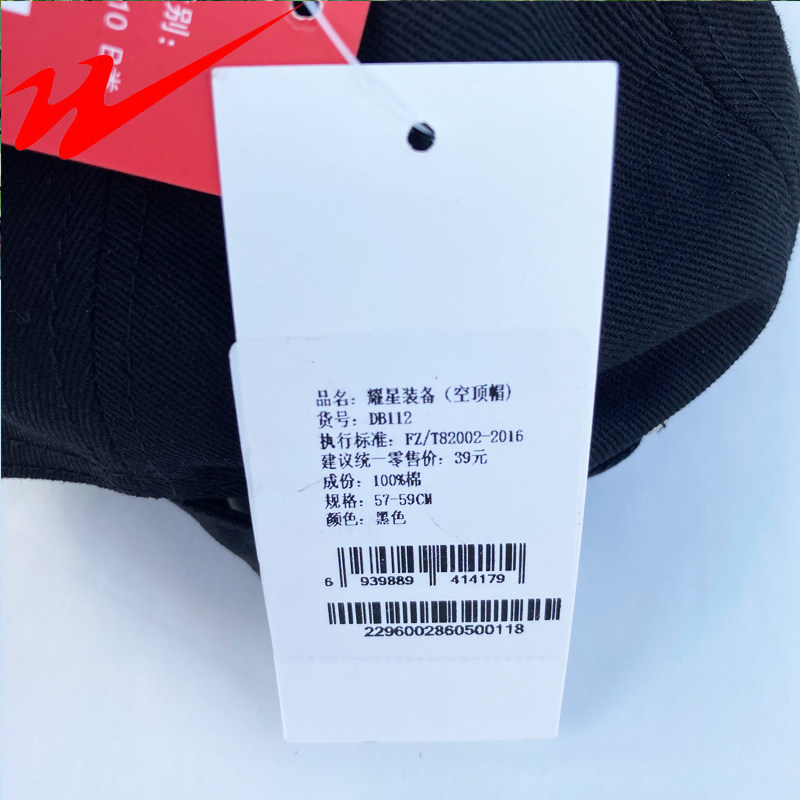 别：
10 B类
品名：耀星装备（空顶帽)
货号：DB112
执行标准：FZ/T82002-2016
建议统一零售价：39元
成份：100%棉
规格：57-59CM
颜色：黑色
6 939889 414179
2296002860500118